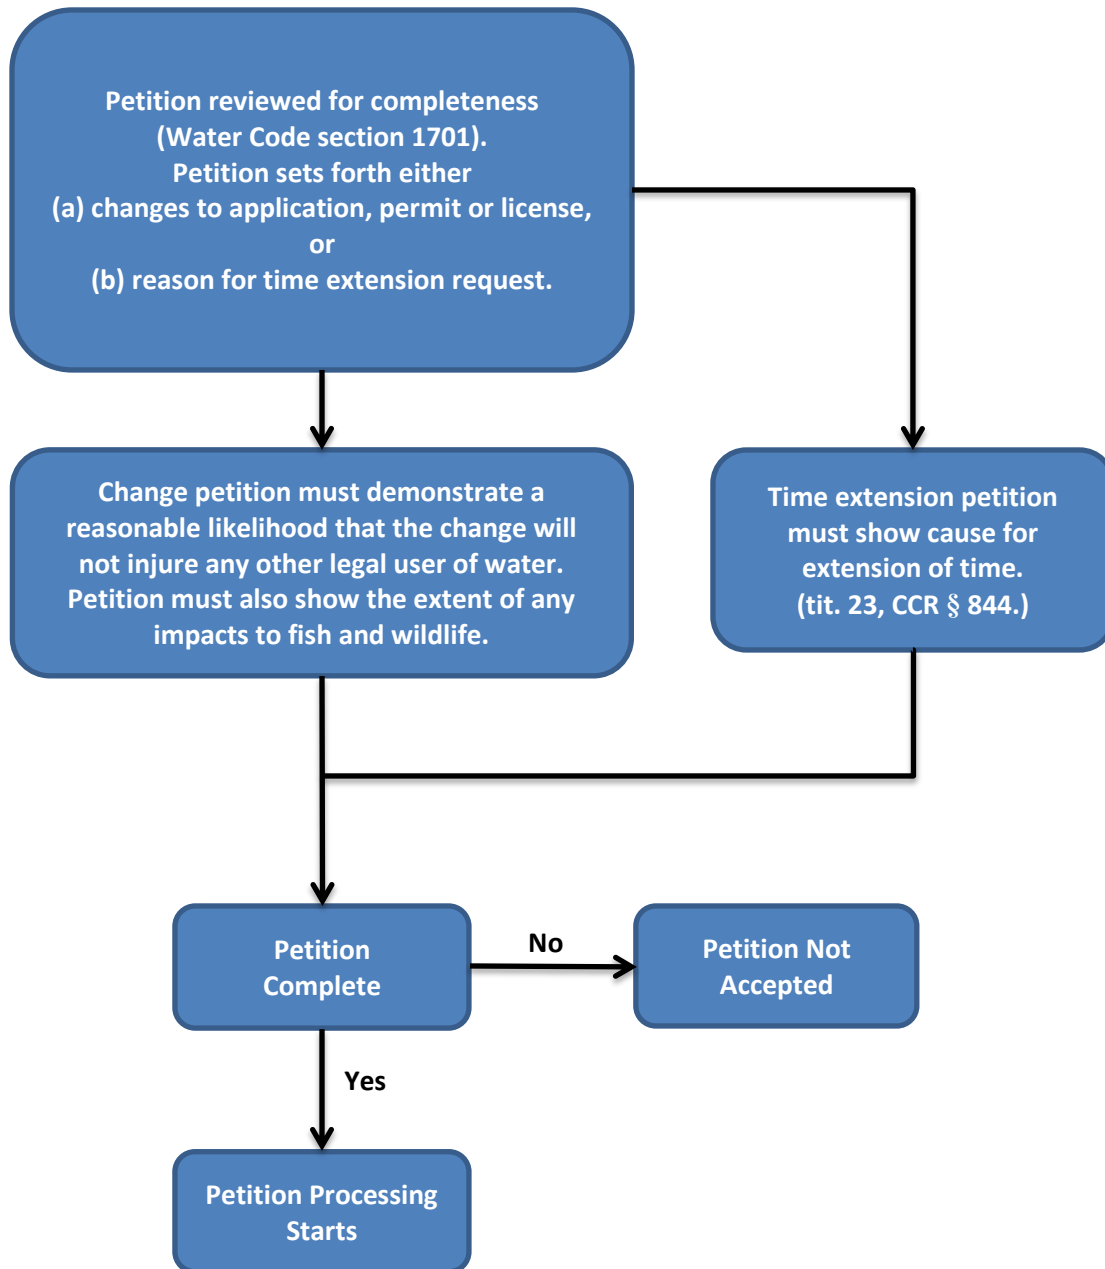 Petition reviewed for completeness
(Water Code section 1701).
Petition sets forth either
(a) changes to application, permit or license,
or
(b) reason for time extension request.
Change petition must demonstrate a
reasonable likelihood that the change will
not injure any other legal user of water.
Petition must also show the extent of any
impacts to fish and wildlife.
Time extension petition
must show cause for
extension of time.
(tit. 23, CCR § 844.)
Petition
Complete
No
Petition Not
Accepted
Yes
Petition Processing
Starts